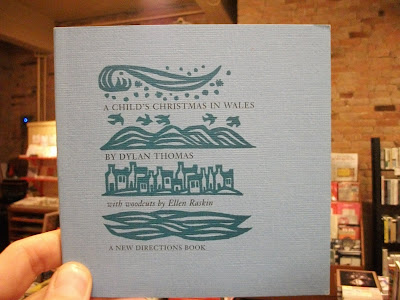 A CHILD'S CHRISTMAS IN WALES
BY DYLAN THOMAS
with woodcuts by Ellen Raskin
A NEW DIRECTIONS BOOK